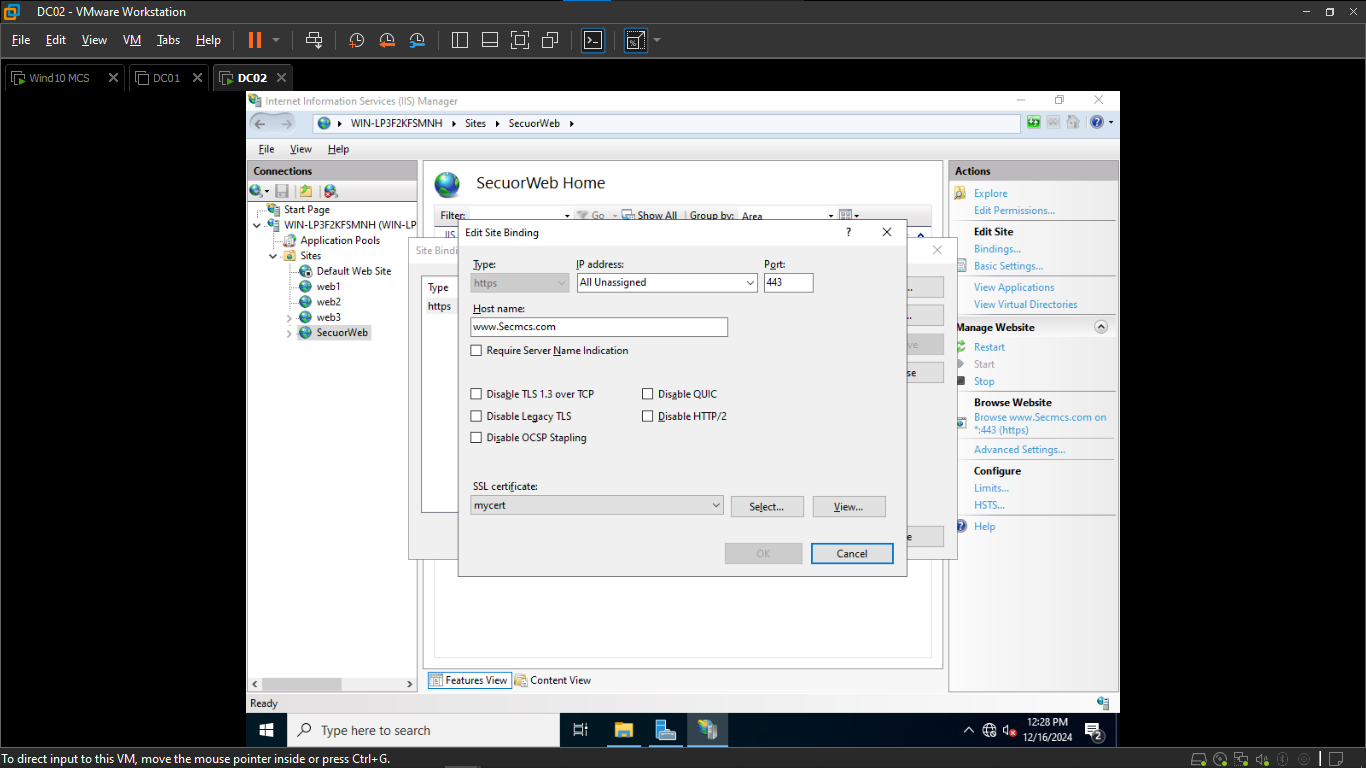 DC02 - VMware Workstation
File Edit View VM Tabs Help
Wind10 MCS DC01 DC02
Internet Information Services (IIS) Manager
WIN-LP3F2KFSMNH Sites SecuorWeb
File View Help
Connections
Start Page
WIN-LP3F2KFSMNH (WIN-LP
Application Pools
Sites
Default Web Site
web1
web2
web3
SecuorWeb
SecuorWeb Home
Filter: Go Show All Group by: Area
IIS
Site Bindi
Type
https
Edit Site Binding
?
Type: IP address: Port:
https All Unassigned 443
Host name:
www.Secmcs.com
Require Server Name Indication
Disable TLS 1.3 over TCP Disable QUIC
Disable Legacy TLS Disable HTTP/2
Disable OCSP Stapling
SSL certificate:
mycert Select... View...
OK Cancel
...
...
ve
se
e
Features View Content View
Actions
Explore
Edit Permissions...
Edit Site
Bindings...
Basic Settings...
View Applications
View Virtual Directories
Manage Website
Restart
Start
Stop
Browse Website
Browse www.Secmcs.com on
*:443 (https)
Advanced Settings...
Configure
Limits...
HSTS...
Help
Ready
Type here to search
12:28 PM
12/16/2024
2
To direct input to this VM, move the mouse pointer inside or press Ctrl+G.